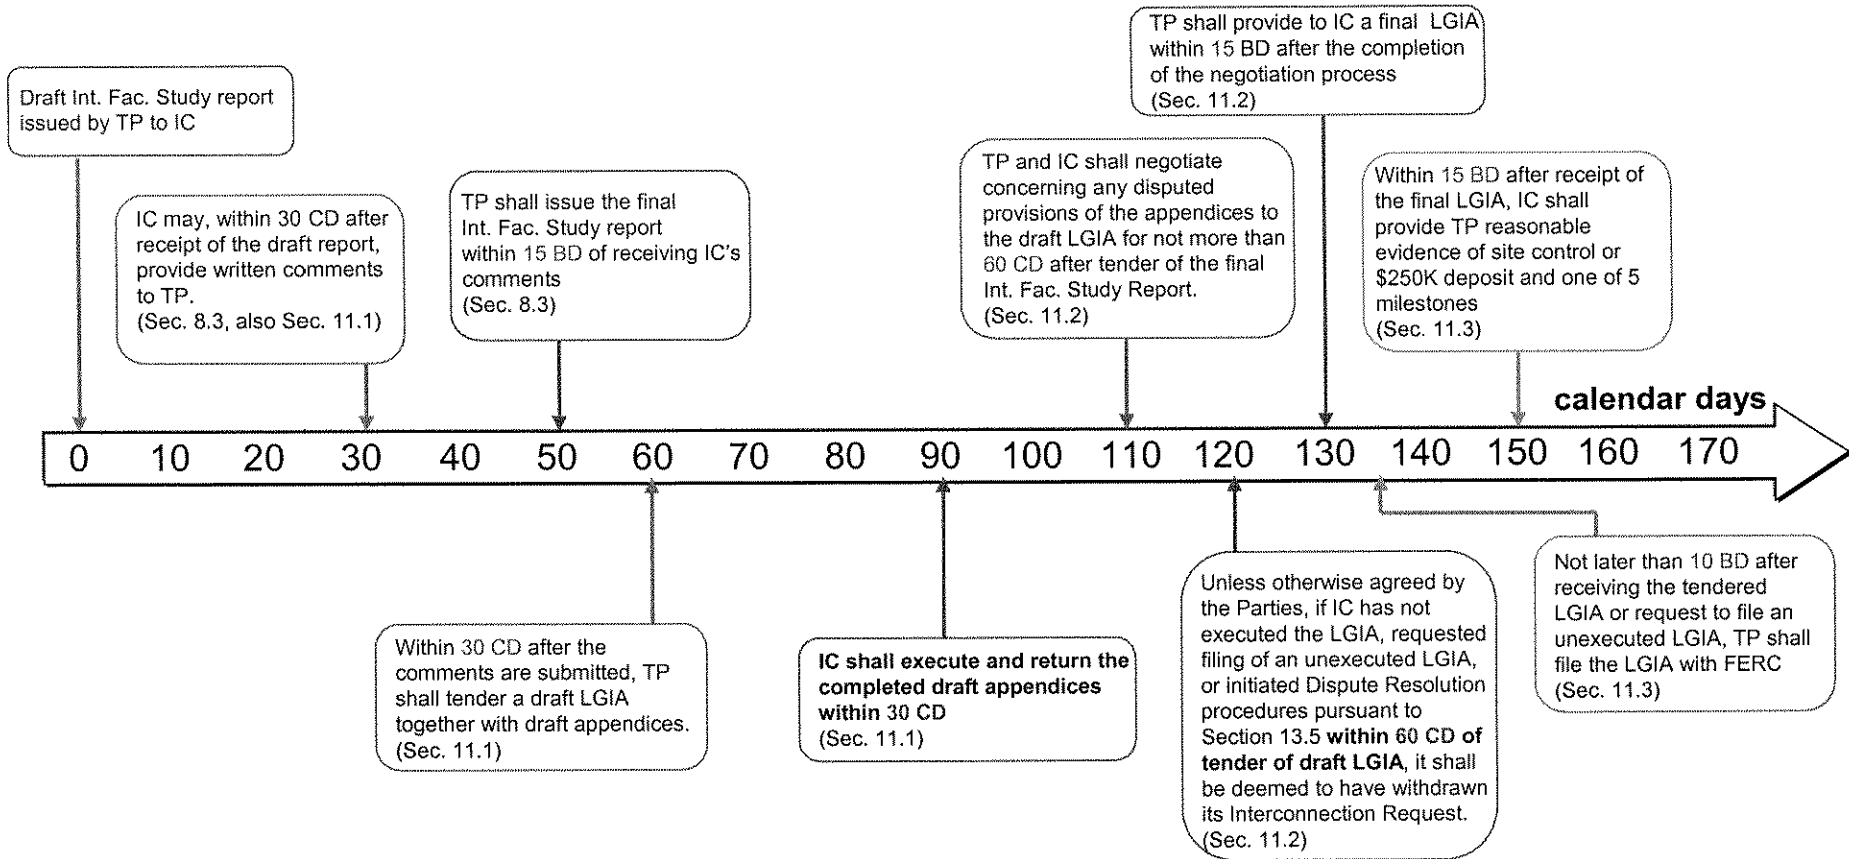 Draft Int. Fac. Study report
issued by TP to IC
IC may, within 30 CD after
receipt of the draft report,
provide written comments
to TP.
(Sec. 8.3, also Sec. 11.1)
TP shall issue the final
Int. Fac. Study report
within 15 BD of receiving IC's
comments
(Sec. 8.3)
TP and IC shall negotiate
concerning any disputed
provisions of the appendices to
the draft LGIA for not more than
60 CD after tender of the final
Int. Fac. Study Report.
(Sec. 11.2)
TP shall provide to IC a final LGIA
within 15 BD after the completion
of the negotiation process
(Sec. 11.2)
Within 15 BD after receipt of
the final LGIA, IC shall
provide TP reasonable
evidence of site control or
$250K deposit and one of 5
milestones
(Sec. 11.3)
calendar days
0 10 20 30 40 50 60 70 80 90 100 110 120 130 140 150 160 170
Within 30 CD after the
comments are submitted, TP
shall tender a draft LGIA
together with draft appendices.
(Sec. 11.1)
IC shall execute and return the
completed draft appendices
within 30 CD
(Sec. 11.1)
Unless otherwise agreed by
the Parties, if IC has not
executed the LGIA, requested
filing of an unexecuted LGIA,
or initiated Dispute Resolution
procedures pursuant to
Section 13.5 within 60 CD of
tender of draft LGIA, it shall
be deemed to have withdrawn
its Interconnection Request.
(Sec. 11.2)
Not later than 10 BD after
receiving the tendered
LGIA or request to file an
unexecuted LGIA, TP shall
file the LGIA with FERC
(Sec. 11.3)